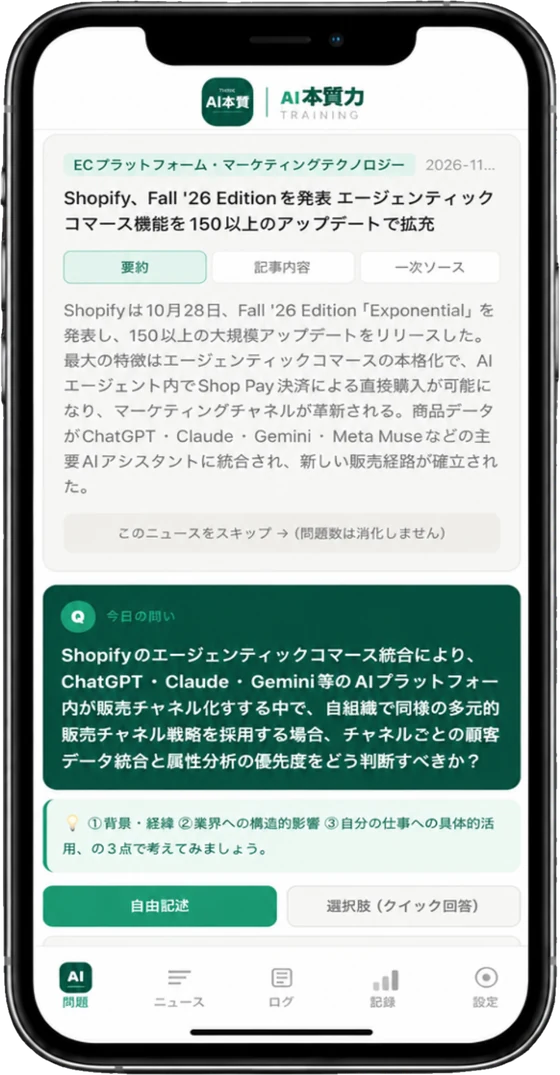 THINK
AI本質
AI本質力
TRAINING
ECプラットフォーム・マーケティングテクノロジー 2026-11...
Shopify、Fall '26 Editionを発表 エージェンティック
コマース機能を150以上のアップデートで拡充
要約 記事内容 一次ソース
Shopifyは10月28日、Fall '26 Edition「Exponential」を
発表し、150以上の大規模アップデートをリリースした。
最大の特徴はエージェンティックコマースの本格化で、AI
エージェント内でShop Pay決済による直接購入が可能に
なり、マーケティングチャネルが革新される。商品データ
がChatGPT・Claude・Gemini・Meta Museなどの主
要AIアシスタントに統合され、新しい販売経路が確立され
た。
このニュースをスキップ →（問題数は消化しません）
Q 今日の問い
Shopifyのエージェンティックコマース統合により、
ChatGPT・Claude・Gemini等のAIプラットフォー
内が販売チャネル化すする中で、自組織で同様の多元的
販売チャネル戦略を採用する場合、チャネルごとの顧客
データ統合と属性分析の優先度をどう判断すべきか？
①背景・経緯 ②業界への構造的影響 ③自分の仕事への具体的活
用、の3点で考えてみましょう。
自由記述 選択肢（クイック回答）
AI
問題 ニュース ログ 記録 設定